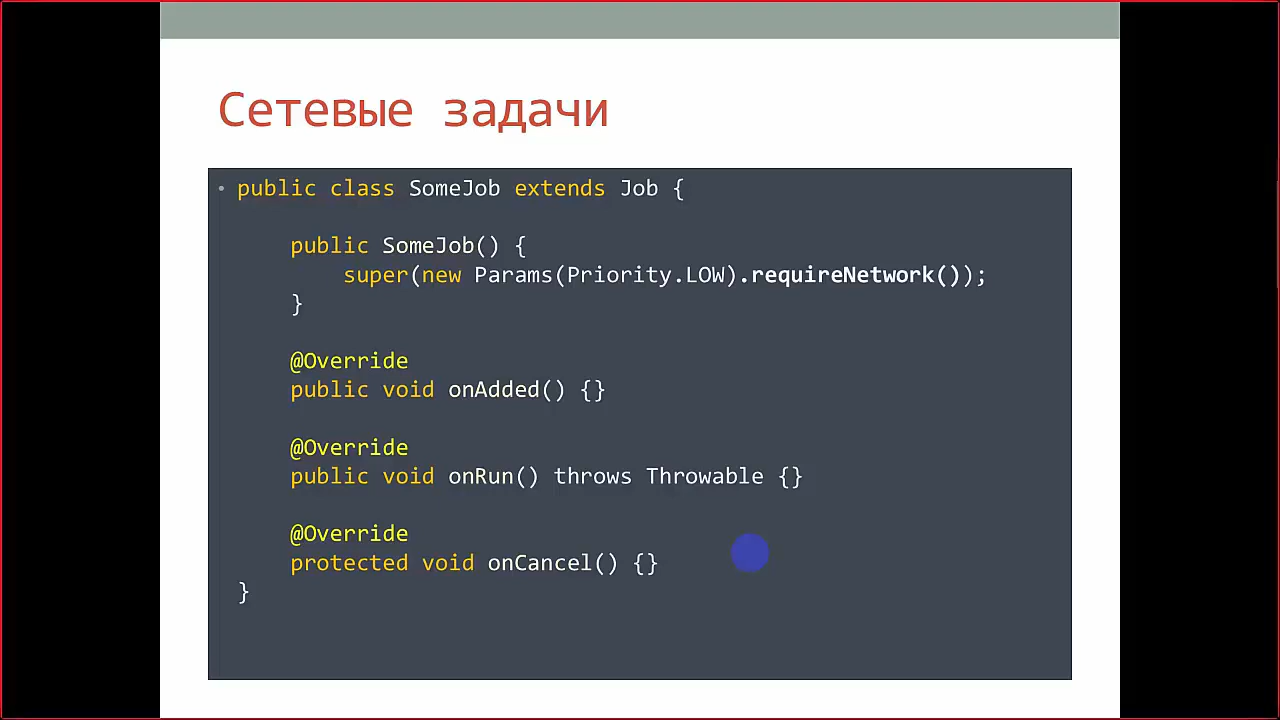 Сетевые задачи
• public class SomeJob extends Job {
public SomeJob() {
super(new Params(Priority.LOW).requireNetwork());
}
@Override
public void onAdded() {}
@Override
public void onRun() throws Throwable {}
@Override
protected void onCancel() {}
}